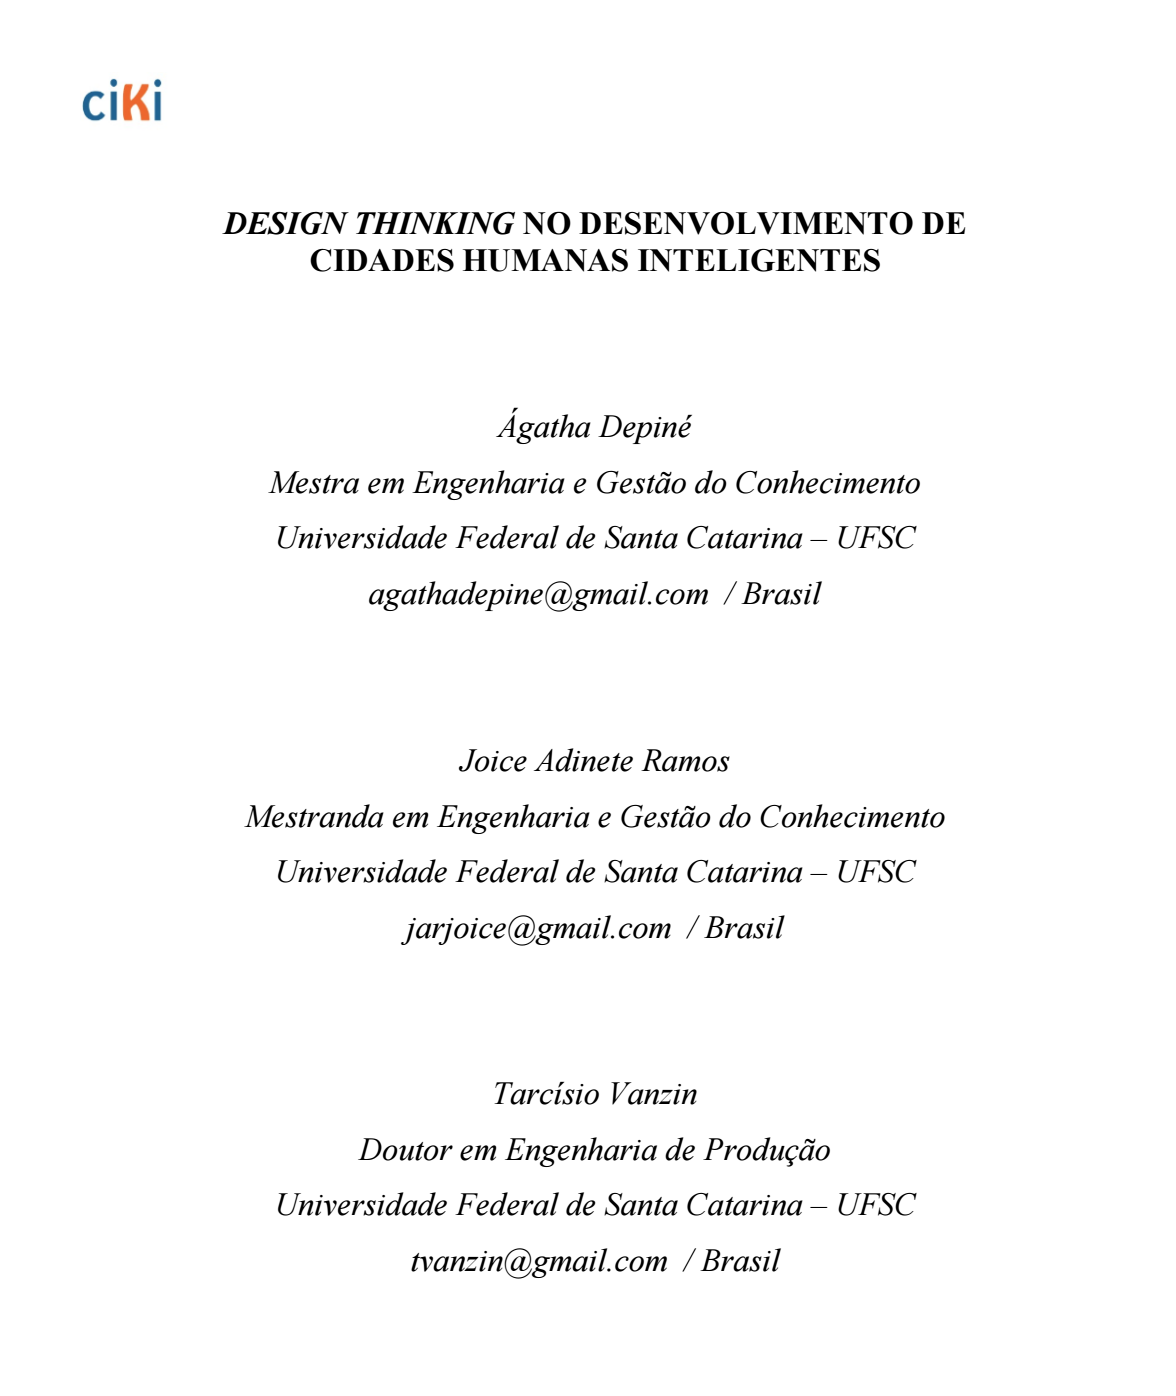 ciKi
DESIGN THINKING NO DESENVOLVIMENTO DE
CIDADES HUMANAS INTELIGENTES
Ágatha Depiné
Mestra em Engenharia e Gestão do Conhecimento
Universidade Federal de Santa Catarina – UFSC
agathadepine@gmail.com / Brasil
Joice Adinete Ramos
Mestranda em Engenharia e Gestão do Conhecimento
Universidade Federal de Santa Catarina – UFSC
jarjoice@gmail.com / Brasil
Tarcísio Vanzin
Doutor em Engenharia de Produção
Universidade Federal de Santa Catarina – UFSC
tvanzin@gmail.com / Brasil